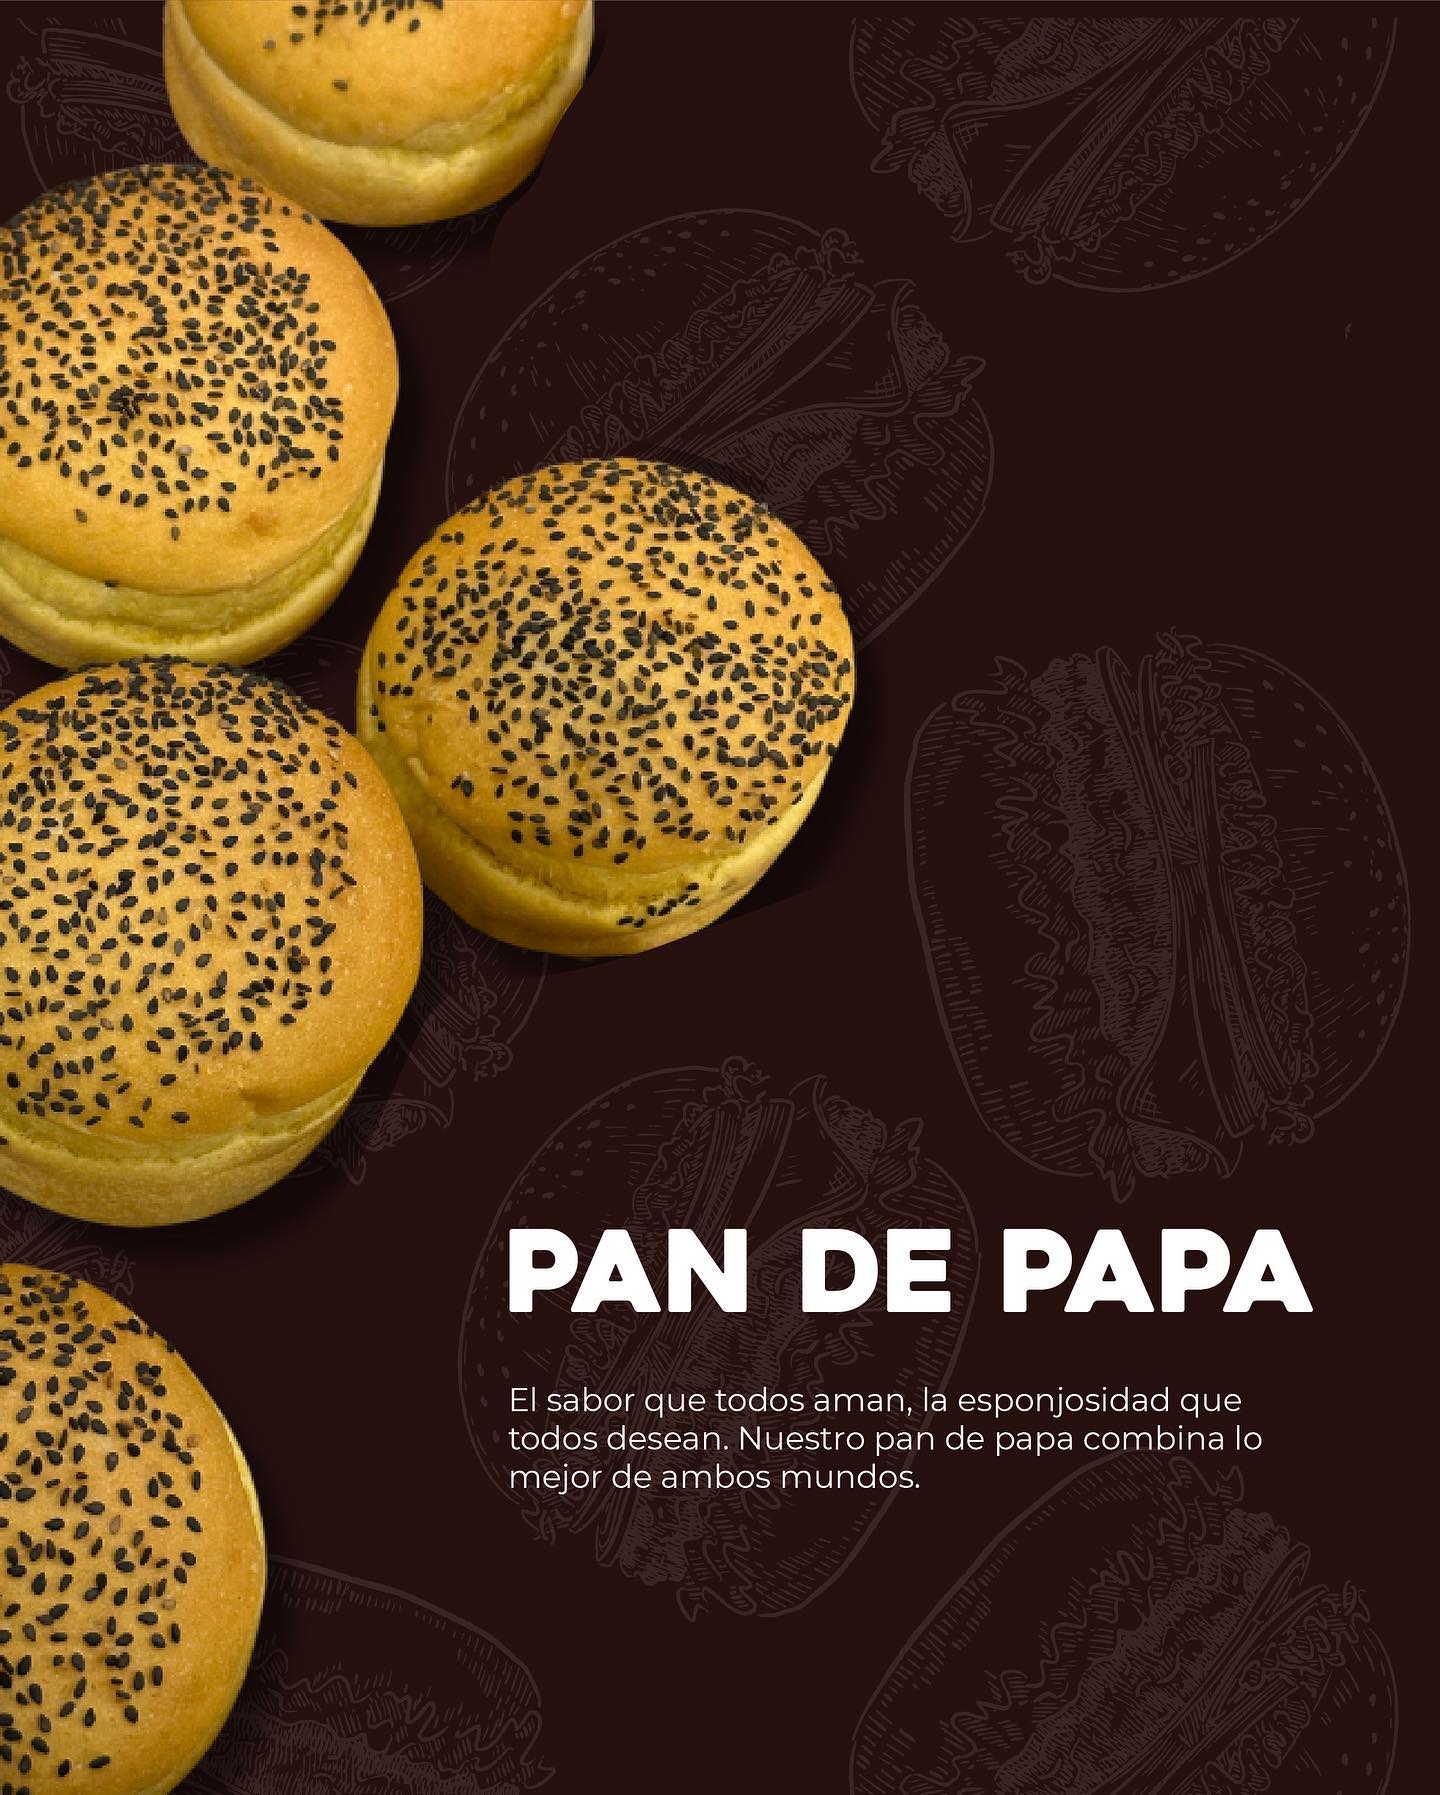 PAN DE PAPA
El sabor que todos aman, la esponjosidad que
todos desean. Nuestro pan de papa combina lo
mejor de ambos mundos.